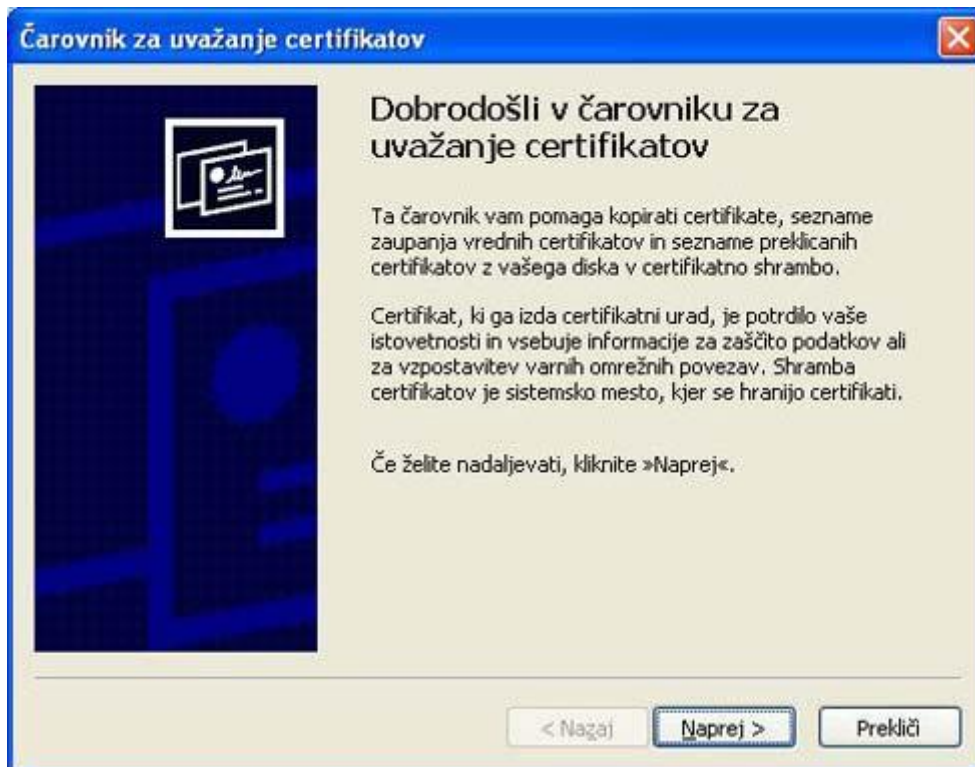 Čarovnik za uvažanje certifikatov
Dobrodošli v čarovniku za
uvažanje certifikatov
Ta čarovnik vam pomaga kopirati certifikate, sezname
zaupanja vrednih certifikatov in sezname preklicanih
certifikatov z vašega diska v certifikatno shrambo.
Certifikat, ki ga izda certifikatni urad, je potrdilo vaše
istovetnosti in vsebuje informacije za zaščito podatkov ali
za vzpostavitev varnih omrežnih povezav. Shramba
certifikatov je sistemsko mesto, kjer se hranijo certifikati.
Če želite nadaljevati, kliknite »Naprej«.
< Nazaj
Naprej >
Prekliči